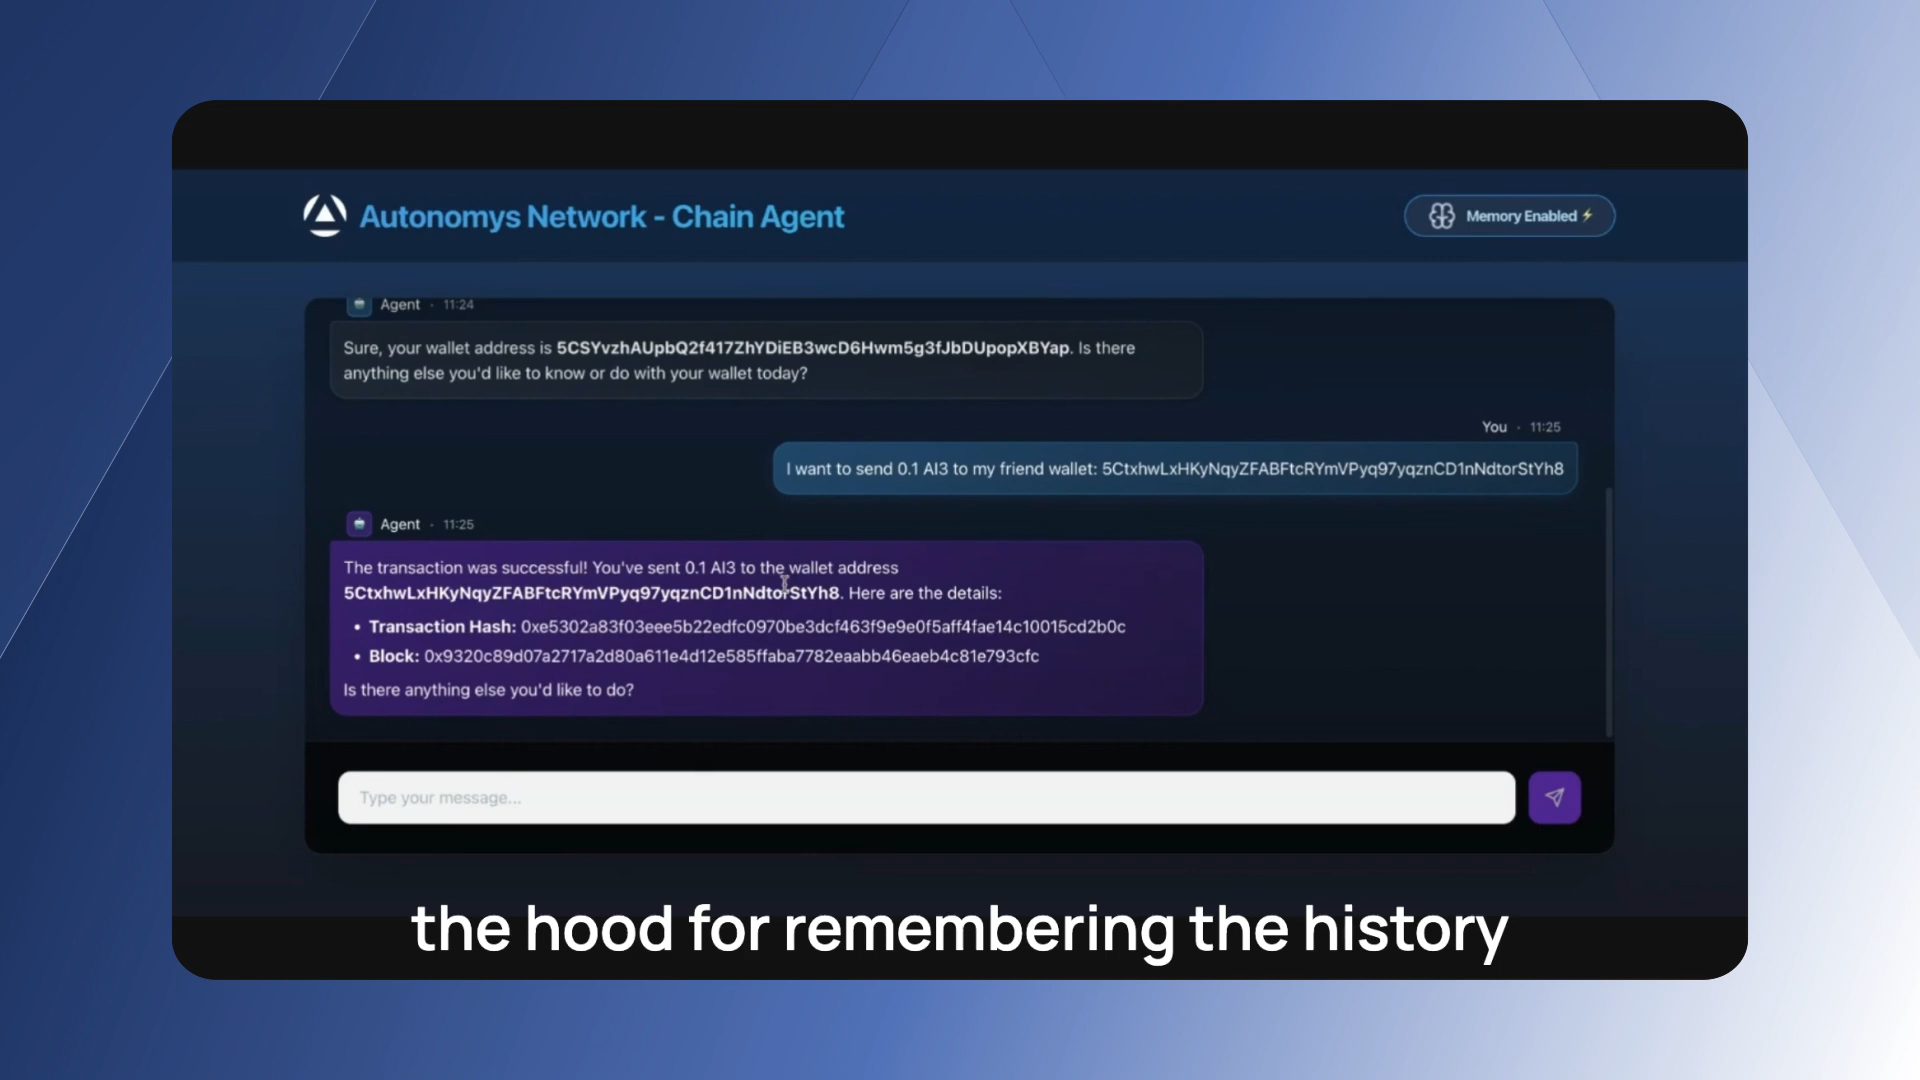 Autonomys Network - Chain Agent
Memory Enabled⚡
Agent · 11:24
Sure, your wallet address is 5CSYvzhAUpbQ2f417ZhYDiEB3wcD6Hwm5g3fJbDUpopXBYap. Is there
anything else you'd like to know or do with your wallet today?
You · 11:25
I want to send 0.1 AI3 to my friend wallet: 5CtxhwLxHKyNqyZFABFtcRYmVPyq97yqznCD1nNdtorStYh8
Agent · 11:25
The transaction was successful! You've sent 0.1 AI3 to the wallet address
5CtxhwLxHKyNqyZFABFtcRYmVPyq97yqznCD1nNdtorStYh8. Here are the details:
• Transaction Hash: 0xe5302a83f03eee5b22edfc0970be3dcf463f9e9e0f5aff4fae14c10015cd2b0c
• Block: 0x9320c89d07a2717a2d80a611e4d12e585ffaba7782eaabb46eaeb4c81e793cfc
Is there anything else you'd like to do?
Type your message...
the hood for remembering the history